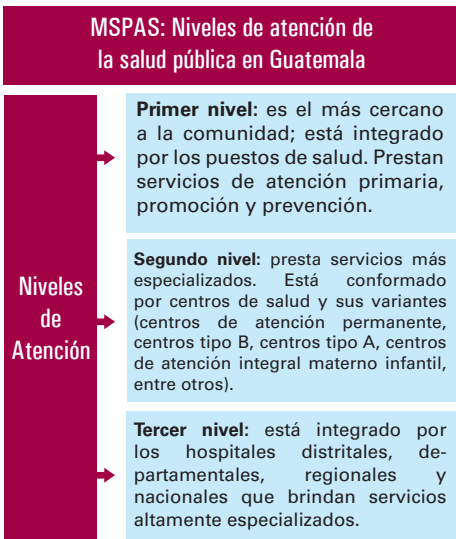 MSPAS: Niveles de atención de
la salud pública en Guatemala
Niveles
de
Atención
Primer nivel: es el más cercano
a la comunidad; está integrado
por los puestos de salud. Prestan
servicios de atención primaria,
promoción y prevención.
Segundo nivel: presta servicios más
especializados. Está conformado
por centros de salud y sus variantes
(centros de atención permanente,
centros tipo B, centros tipo A, centros
de atención integral materno infantil,
entre otros).
Tercer nivel: está integrado por
los hospitales distritales, de-
partamentales, regionales y
nacionales que brindan servicios
altamente especializados.